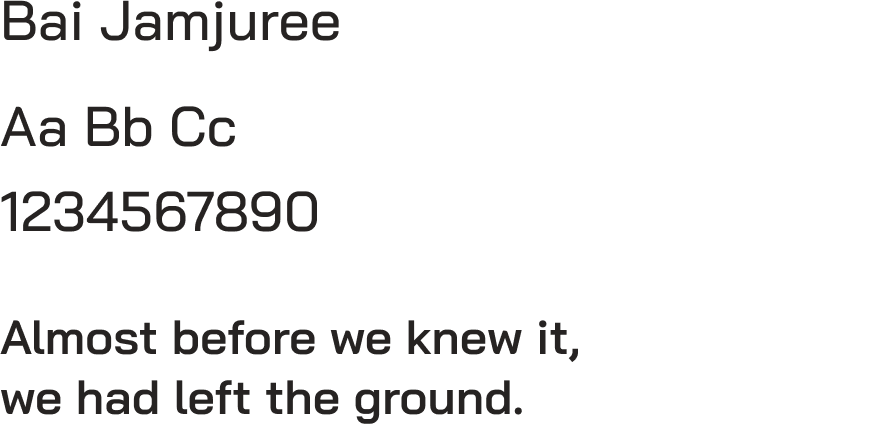 Bai Jamjuree
Aa Bb Cc
1234567890
Almost before we knew it,
we had left the ground.